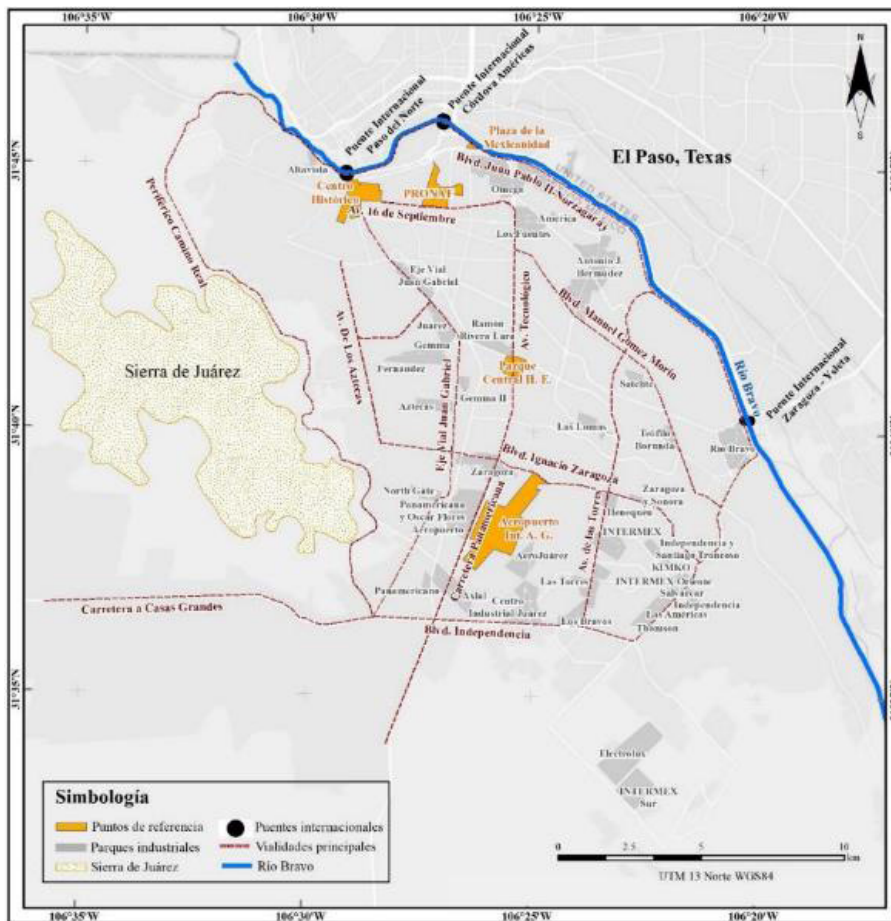 106°35'W 106°30'W 106°25'W 106°20'W
N
S
31°45'N
31°40'N
31°35'N
Puente Internacional
Paso del Norte
Puente Internacional
Córdova Américas
Plaza de la
Mexicanidad
El Paso, Texas
UNITED STATES
MEXICO
Blvd. Juan Pablo II-Norzagaray
Altavista
Centro
Histórico
PRONAF
Omega
Av. 16 de Septiembre
América
Los Fuentes
Periférico Camino Real
Antonio J.
Bermúdez
Eje Vial
Juan Gabriel
Av. Tecnológico
Blvd. Manuel Gómez Morín
Av. De Los Aztecas
Juárez
Ramón
Rivera Lara
Gemma
Parque
Central H. E.
Fernández
Río Bravo
Puente Internacional
Zaragoza - Ysleta
Sierra de Juárez
Satélite
Gemma II
Aztecas
Eje Vial Juan Gabriel
Las Lomas
Teófilo
Borunda
Río Bravo
Blvd. Ignacio Zaragoza
Zaragoza
North Gate
Panamericana
y Oscar Flores
Aeropuerto
Carretera Panamericana
Aeropuerto
Int. A. G.
Av. de las Torres
Zaragoza
y Sonora
Henequén
INTERMEX
Independencia y
Santiago Troncoso
AeroJuárez
KIMKO
INTERMEX Oriente
Salvarcar
Panamericano
Las Torres
Axial
Centro
Industrial Juárez
Independencia
Las Américas
Los Bravos
Thomson
Carretera a Casas Grandes
Blvd. Independencia
Electrolux
INTERMEX
Sur
Simbología
Puntos de referencia
Puentes internacionales
Parques industriales
Vialidades principales
Sierra de Juárez
Río Bravo
0 2.5 5 10
km
UTM 13 Norte WGS84
106°35'W 106°30'W 106°25'W 106°20'W